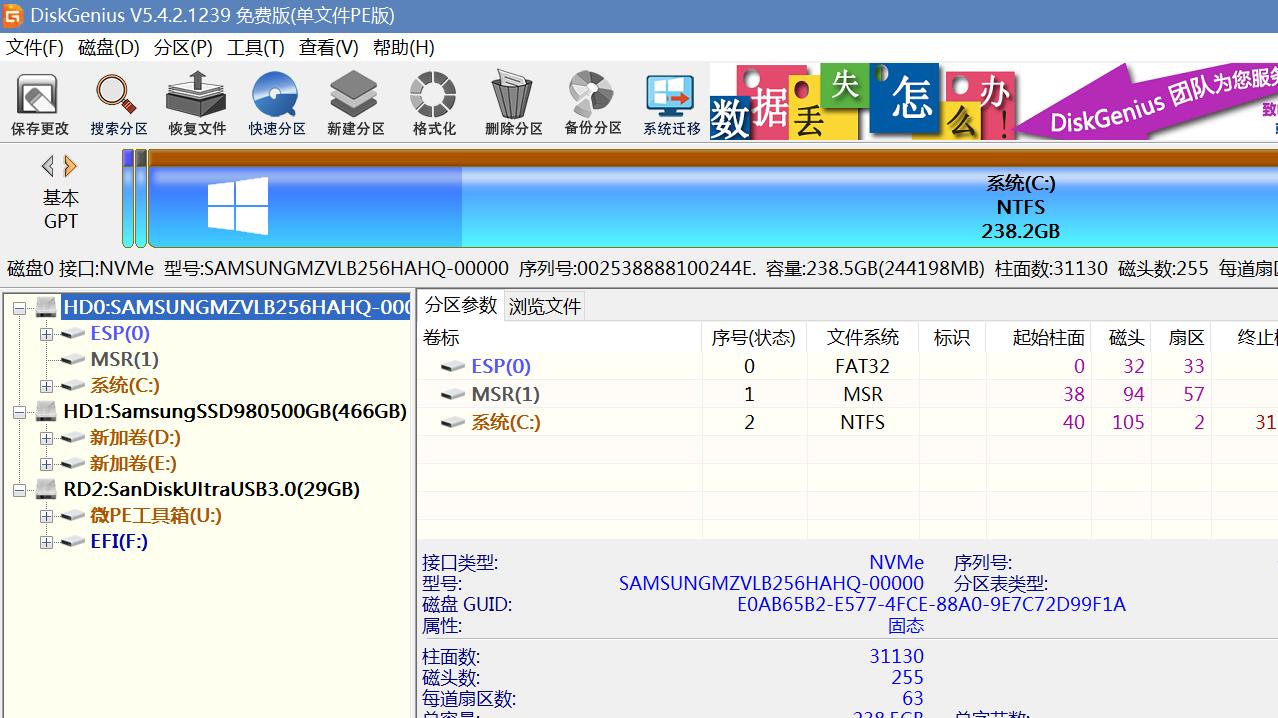 DiskGenius V5.4.2.1239 免费版(单文件PE版)
文件(F) 磁盘(D) 分区(P) 工具(T) 查看(V) 帮助(H)
保存更改 搜索分区 恢复文件 快速分区 新建分区 格式化 删除分区 备份分区 系统迁移
数据丢失怎么办!
DiskGenius 团队为您服务
致
基本
GPT
系统(C:)
NTFS
238.2GB
磁盘0 接口:NVMe 型号:SAMSUNGMZVLB256HAHQ-00000 序列号:002538888100244E. 容量:238.5GB(244198MB) 柱面数:31130 磁头数:255 每道扇区
HD0:SAMSUNGMZVLB256HAHQ-000
ESP(0)
MSR(1)
系统(C:)
HD1:SamsungSSD980500GB(466GB)
新加卷(D:)
新加卷(E:)
RD2:SanDiskUltraUSB3.0(29GB)
微PE工具箱(U:)
EFI(F:)
分区参数 浏览文件
卷标 序号(状态) 文件系统 标识 起始柱面 磁头 扇区 终止
ESP(0) 0 FAT32 0 32 33
MSR(1) 1 MSR 38 94 57
系统(C:) 2 NTFS 40 105 2 31
接口类型: NVMe 序列号:
型号: SAMSUNGMZVLB256HAHQ-00000 分区表类型:
磁盘 GUID: E0AB65B2-E577-4FCE-88A0-9E7C72D99F1A
属性: 固态
柱面数: 31130
磁头数: 255
每道扇区数: 63
总容量: 238.5GB 总字节数: